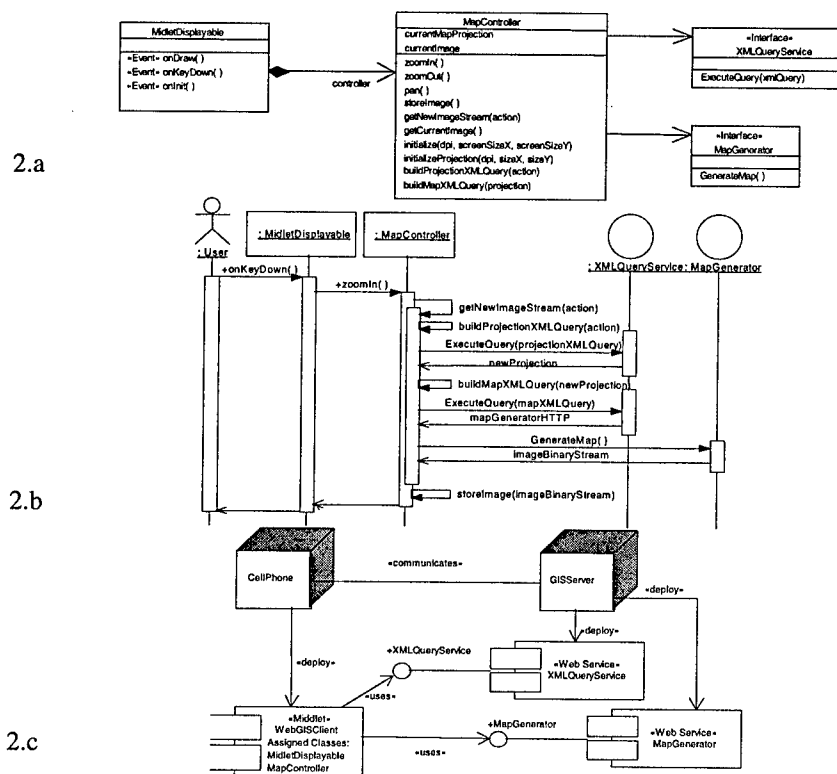 MidletDisplayable
«Event» onDraw( )
«Event» onKeyDown( )
«Event» onInit( )
controller
MapController
currentMapProjection
currentImage
zoomIn( )
zoomOut( )
pan( )
storeImage( )
getNewImageStream(action)
getCurrentImage( )
initialize(dpi, screenSizeX, screenSizeY)
initializeProjection(dpi, sizeX, sizeY)
buildProjectionXMLQuery(action)
buildMapXMLQuery(projection)
«Interface»
XMLQueryService
ExecuteQuery(xmlQuery)
«Interface»
MapGenerator
GenerateMap( )
2.a
: User
: MidletDisplayable
: MapController
: XMLQueryService
: MapGenerator
+onKeyDown( )
+zoomIn( )
getNewImageStream(action)
buildProjectionXMLQuery(action)
ExecuteQuery(projectionXMLQuery)
newProjection
buildMapXMLQuery(newProjection)
ExecuteQuery(mapXMLQuery)
mapGeneratorHTTP
GenerateMap( )
imageBinaryStream
storeImage(imageBinaryStream)
2.b
CellPhone
«communicates»
GISServer
«deploy»
«deploy»
«deploy»
+XMLQueryService
«Web Service»
XMLQueryService
«uses»
«Middlet»
WebGISClient
Assigned Classes:
MidletDisplayable
MapController
+MapGenerator
«uses»
«Web Service»
MapGenerator
2.c